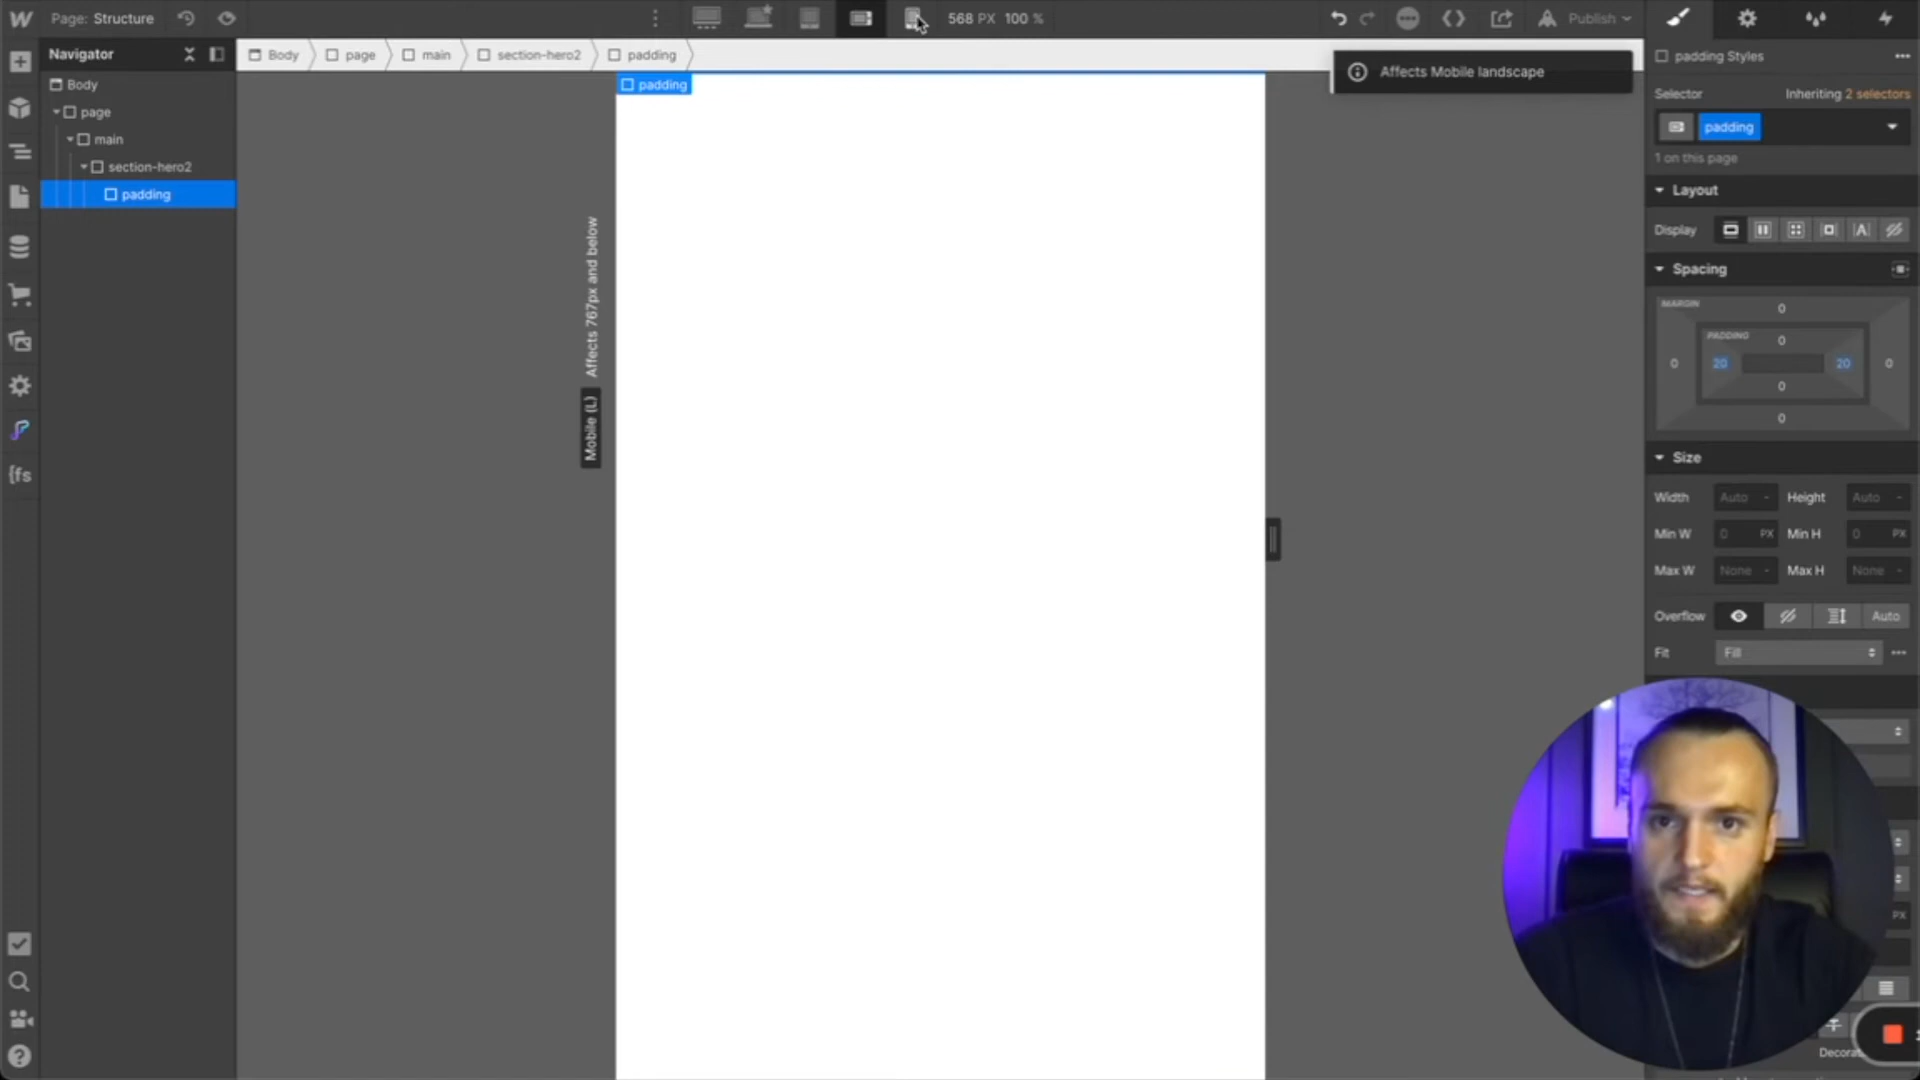 Page: Structure
568 PX 100 %
Publish
Navigator
Body
page
main
section-hero2
padding
Body
page
main
section-hero2
padding
padding
Affects 767px and below
Mobile (L)
Affects Mobile landscape
padding Styles
Selector
Inheriting 2 selectors
padding
1 on this page
Layout
Display
Spacing
MARGIN
0
PADDING
0
0
20
20
0
0
0
Size
Width
Auto
-
Height
Auto
-
Min W
0
PX
Min H
0
PX
Max W
None
-
Max H
None
-
Overflow
Auto
Fit
Fill
PX
Decorat
{fs